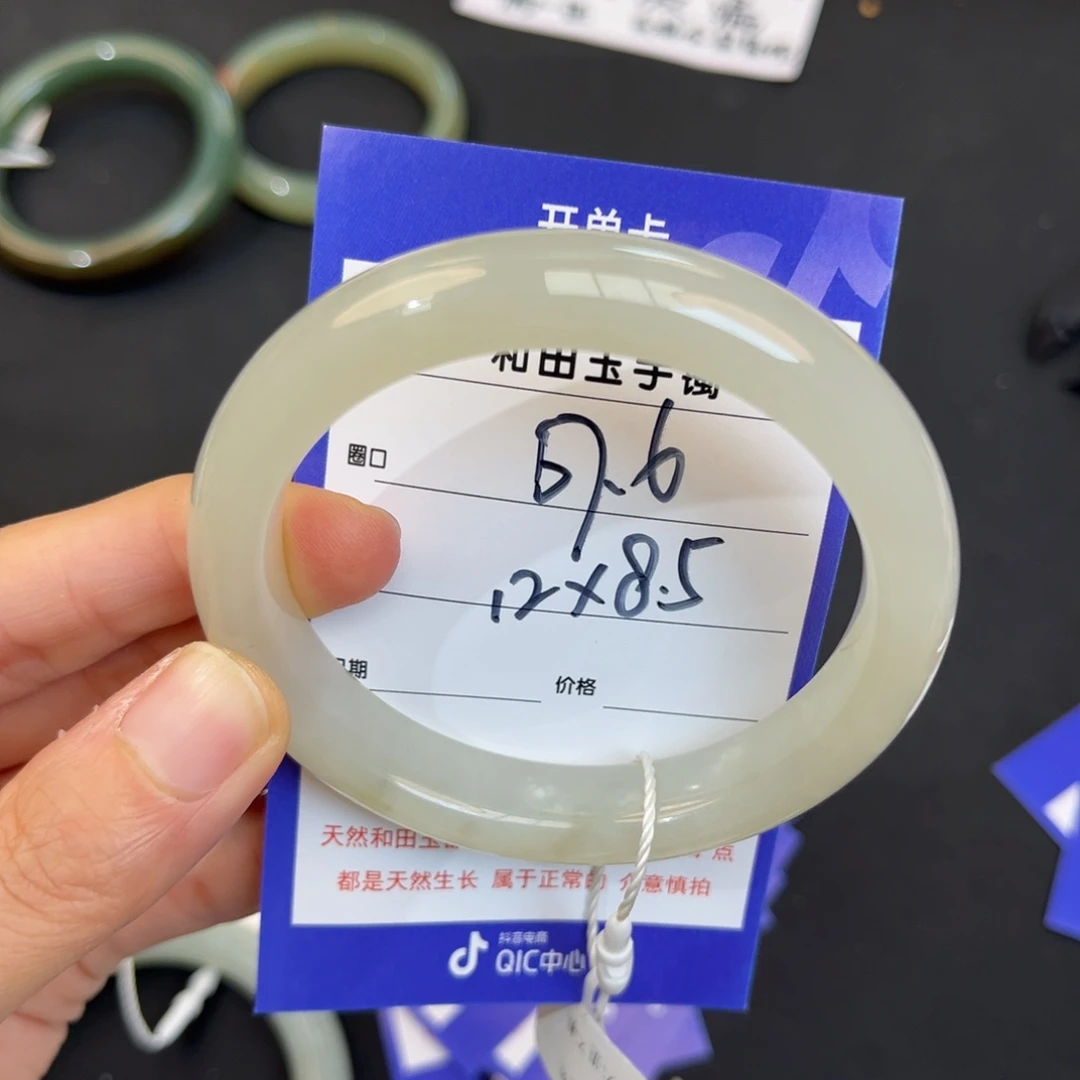 开单卡
和田玉手镯
圈口
57.6
12×8.5
期 价格
天然和田玉 点
都是天然生长 属于正常的 介意慎拍
抖音电商
QIC中心